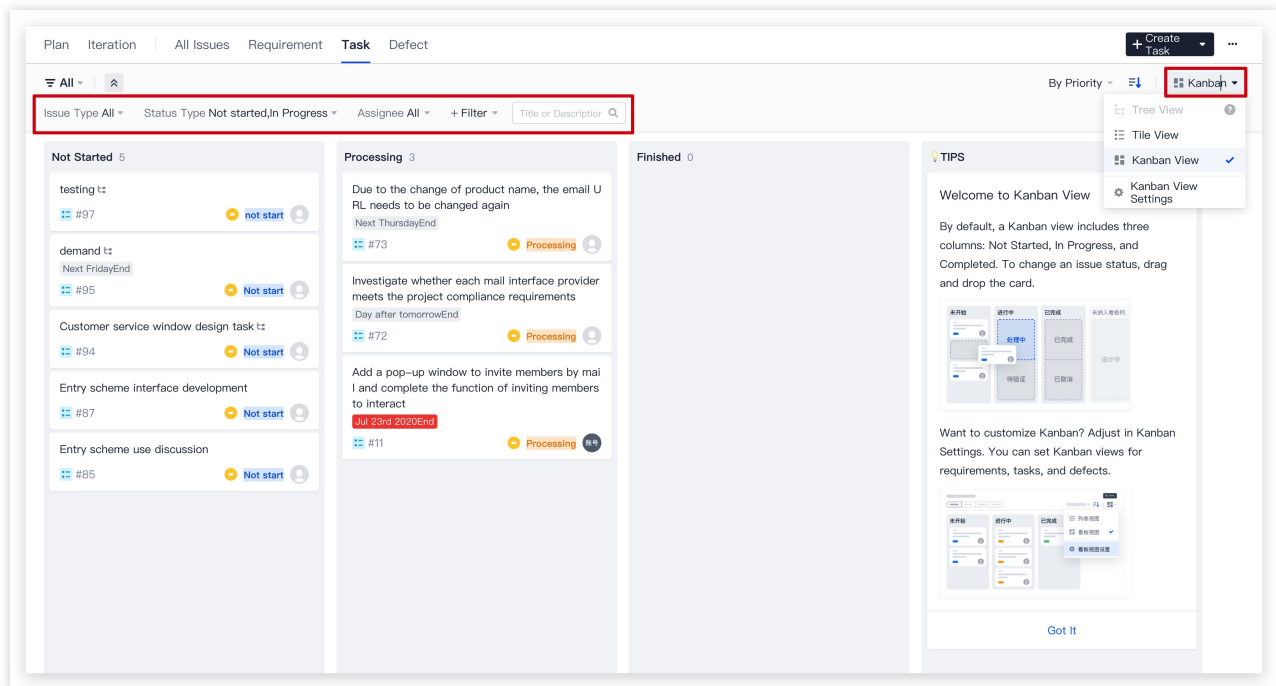 Plan Iteration All Issues Requirement Task Defect
+ Create Task
All
By Priority
Kanban
Issue Type All Status Type Not started,In Progress Assignee All + Filter Title or Description
Tree View
Tile View
Kanban View
Kanban View
Settings
Not Started 5
testing
#97 not start
demand
Next FridayEnd
#95 Not start
Customer service window design task
#94 Not start
Entry scheme interface development
#87 Not start
Entry scheme use discussion
#85 Not start
Processing 3
Due to the change of product name, the email U
RL needs to be changed again
Next ThursdayEnd
#73 Processing
Investigate whether each mail interface provider
meets the project compliance requirements
Day after tomorrowEnd
#72 Processing
Add a pop-up window to invite members by mai
l and complete the function of inviting members
to interact
Jul 23rd 2020End
#11 Processing 账号
Finished 0
TIPS
Welcome to Kanban View
By default, a Kanban view includes three
columns: Not Started, In Progress, and
Completed. To change an issue status, drag
and drop the card.
未开始 进行中 已完成 未纳入看板列
处理中 已完成
设计中
待验证 已取消
Want to customize Kanban? Adjust in Kanban
Settings. You can set Kanban views for
requirements, tasks, and defects.
未开始 进行中 已完成
列表视图
看板视图
看板视图设置
Got It